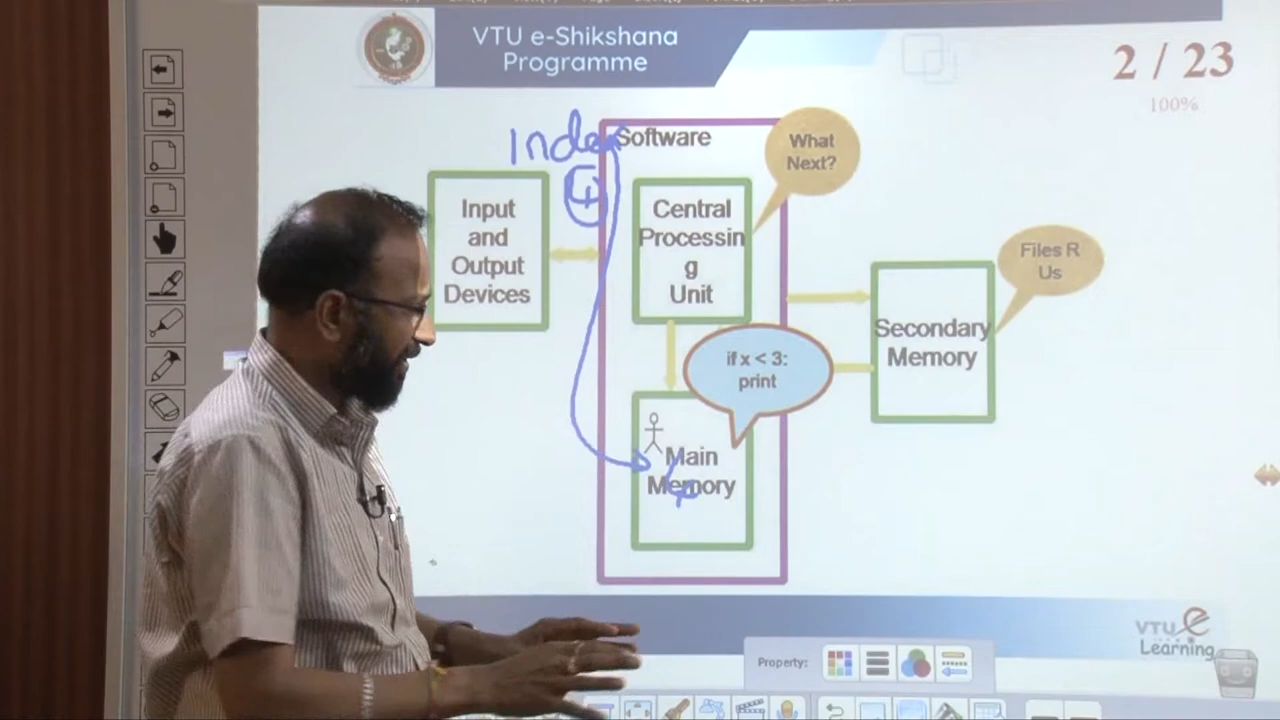 VTU e-Shikshana
Programme
2 / 23
100%
Index
Software
What
Next?
4
Input
and
Output
Devices
Central
Processin
g
Unit
Files R
Us
Secondary
Memory
if x < 3:
print
Main
Memory
VTU e
Learning
Property: